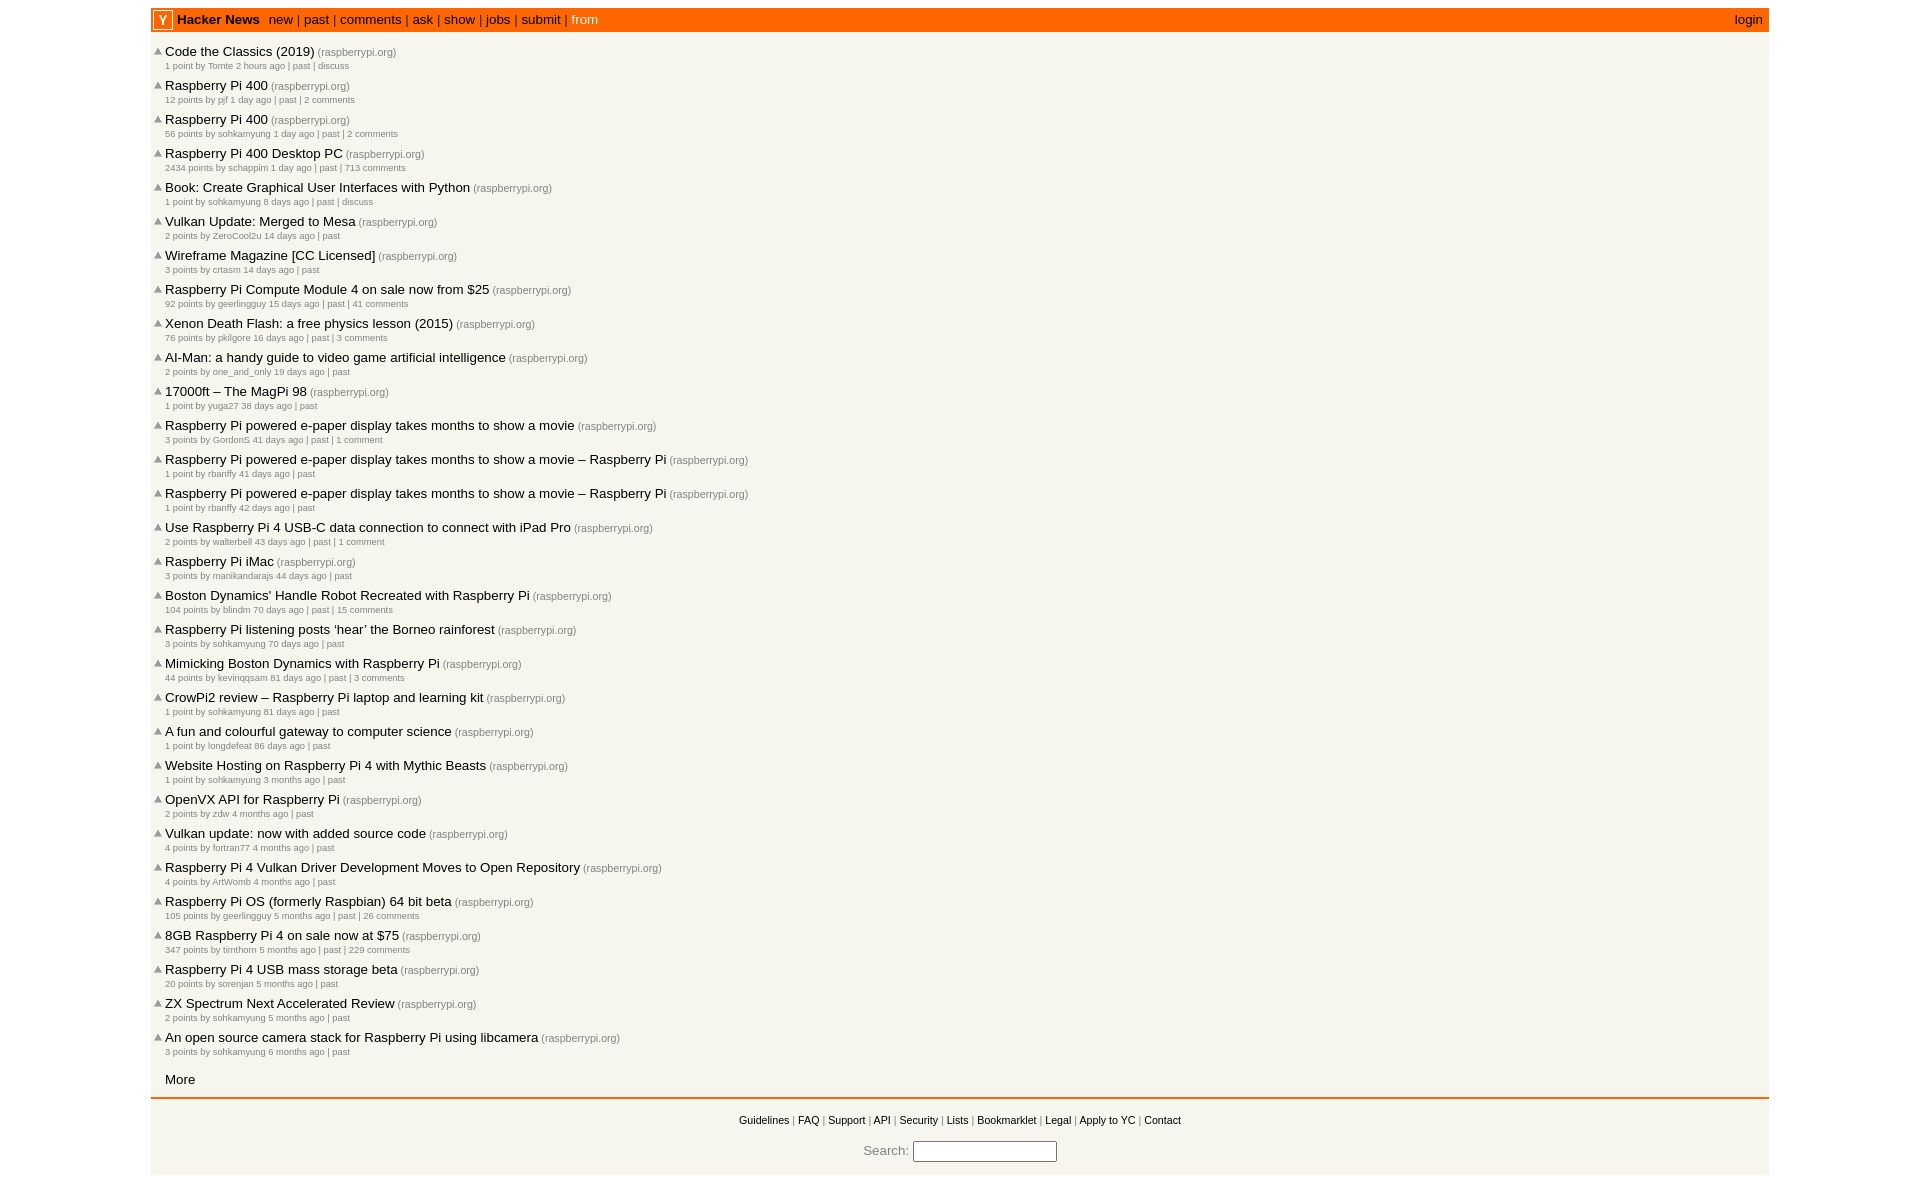 Y Hacker News new | past | comments | ask | show | jobs | submit | from login
Code the Classics (2019) (raspberrypi.org)
1 point by Tomte 2 hours ago | past | discuss
Raspberry Pi 400 (raspberrypi.org)
12 points by pjf 1 day ago | past | 2 comments
Raspberry Pi 400 (raspberrypi.org)
56 points by sohkamyung 1 day ago | past | 2 comments
Raspberry Pi 400 Desktop PC (raspberrypi.org)
2434 points by schappim 1 day ago | past | 713 comments
Book: Create Graphical User Interfaces with Python (raspberrypi.org)
1 point by sohkamyung 8 days ago | past | discuss
Vulkan Update: Merged to Mesa (raspberrypi.org)
2 points by ZeroCool2u 14 days ago | past
Wireframe Magazine [CC Licensed] (raspberrypi.org)
3 points by crtasm 14 days ago | past
Raspberry Pi Compute Module 4 on sale now from $25 (raspberrypi.org)
92 points by geerlingguy 15 days ago | past | 41 comments
Xenon Death Flash: a free physics lesson (2015) (raspberrypi.org)
76 points by pkilgore 16 days ago | past | 3 comments
AI-Man: a handy guide to video game artificial intelligence (raspberrypi.org)
2 points by one_and_only 19 days ago | past
17000ft – The MagPi 98 (raspberrypi.org)
1 point by yuga27 38 days ago | past
Raspberry Pi powered e-paper display takes months to show a movie (raspberrypi.org)
3 points by GordonS 41 days ago | past | 1 comment
Raspberry Pi powered e-paper display takes months to show a movie – Raspberry Pi (raspberrypi.org)
1 point by rbanffy 41 days ago | past
Raspberry Pi powered e-paper display takes months to show a movie – Raspberry Pi (raspberrypi.org)
1 point by rbanffy 42 days ago | past
Use Raspberry Pi 4 USB-C data connection to connect with iPad Pro (raspberrypi.org)
2 points by walterbell 43 days ago | past | 1 comment
Raspberry Pi iMac (raspberrypi.org)
3 points by manikandarajs 44 days ago | past
Boston Dynamics' Handle Robot Recreated with Raspberry Pi (raspberrypi.org)
104 points by blindm 70 days ago | past | 15 comments
Raspberry Pi listening posts ‘hear’ the Borneo rainforest (raspberrypi.org)
3 points by sohkamyung 70 days ago | past
Mimicking Boston Dynamics with Raspberry Pi (raspberrypi.org)
44 points by kevinqqsam 81 days ago | past | 3 comments
CrowPi2 review – Raspberry Pi laptop and learning kit (raspberrypi.org)
1 point by sohkamyung 81 days ago | past
A fun and colourful gateway to computer science (raspberrypi.org)
1 point by longdefeat 86 days ago | past
Website Hosting on Raspberry Pi 4 with Mythic Beasts (raspberrypi.org)
1 point by sohkamyung 3 months ago | past
OpenVX API for Raspberry Pi (raspberrypi.org)
2 points by zdw 4 months ago | past
Vulkan update: now with added source code (raspberrypi.org)
4 points by fortran77 4 months ago | past
Raspberry Pi 4 Vulkan Driver Development Moves to Open Repository (raspberrypi.org)
4 points by ArtWomb 4 months ago | past
Raspberry Pi OS (formerly Raspbian) 64 bit beta (raspberrypi.org)
105 points by geerlingguy 5 months ago | past | 26 comments
8GB Raspberry Pi 4 on sale now at $75 (raspberrypi.org)
347 points by timthorn 5 months ago | past | 229 comments
Raspberry Pi 4 USB mass storage beta (raspberrypi.org)
20 points by sorenjan 5 months ago | past
ZX Spectrum Next Accelerated Review (raspberrypi.org)
2 points by sohkamyung 5 months ago | past
An open source camera stack for Raspberry Pi using libcamera (raspberrypi.org)
3 points by sohkamyung 6 months ago | past
More
Guidelines | FAQ | Support | API | Security | Lists | Bookmarklet | Legal | Apply to YC | Contact
Search: